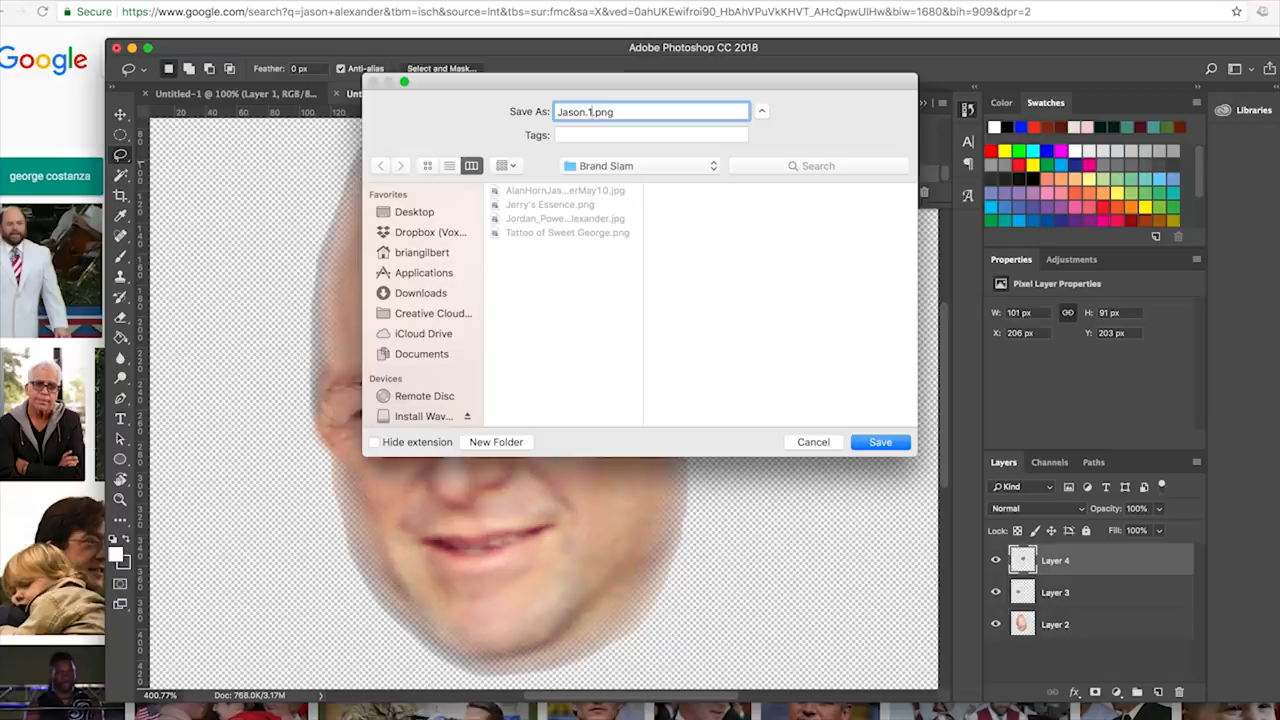 Secure https://www.google.com/search?q=jason+alexander&tbm=isch&source=lnt&tbs=sur:fmc&sa=X&ved=0ahUKEwifroi90_HbAhVPuVkKHVT_AHcQpwUIHw&biw=1680&bih=909&dpr=2
Google
Adobe Photoshop CC 2018
Feather: 0 px Anti-alias Select and Mask...
Untitled-1 @ 100% (Layer 1, RGB/8... Unt
20 40 60
Save As: Jason.1.png
Tags:
Brand Slam Search
Favorites
Desktop
Dropbox (Vox...
briangilbert
Applications
Downloads
Creative Cloud...
iCloud Drive
Documents
Devices
Remote Disc
Install Wav...
AlanHornJas...erMay10.jpg
Jerry's Essence.png
Jordan_Powe...lexander.jpg
Tattoo of Sweet George.png
Hide extension New Folder Cancel Save
george costanza
Color Swatches
Libraries
Properties Adjustments
Pixel Layer Properties
W: 101 px H: 91 px
X: 206 px Y: 203 px
Layers Channels Paths
Kind
Normal Opacity: 100%
Lock: Fill: 100%
Layer 4
Layer 3
Layer 2
400.77% Doc: 768.0K/3.17M